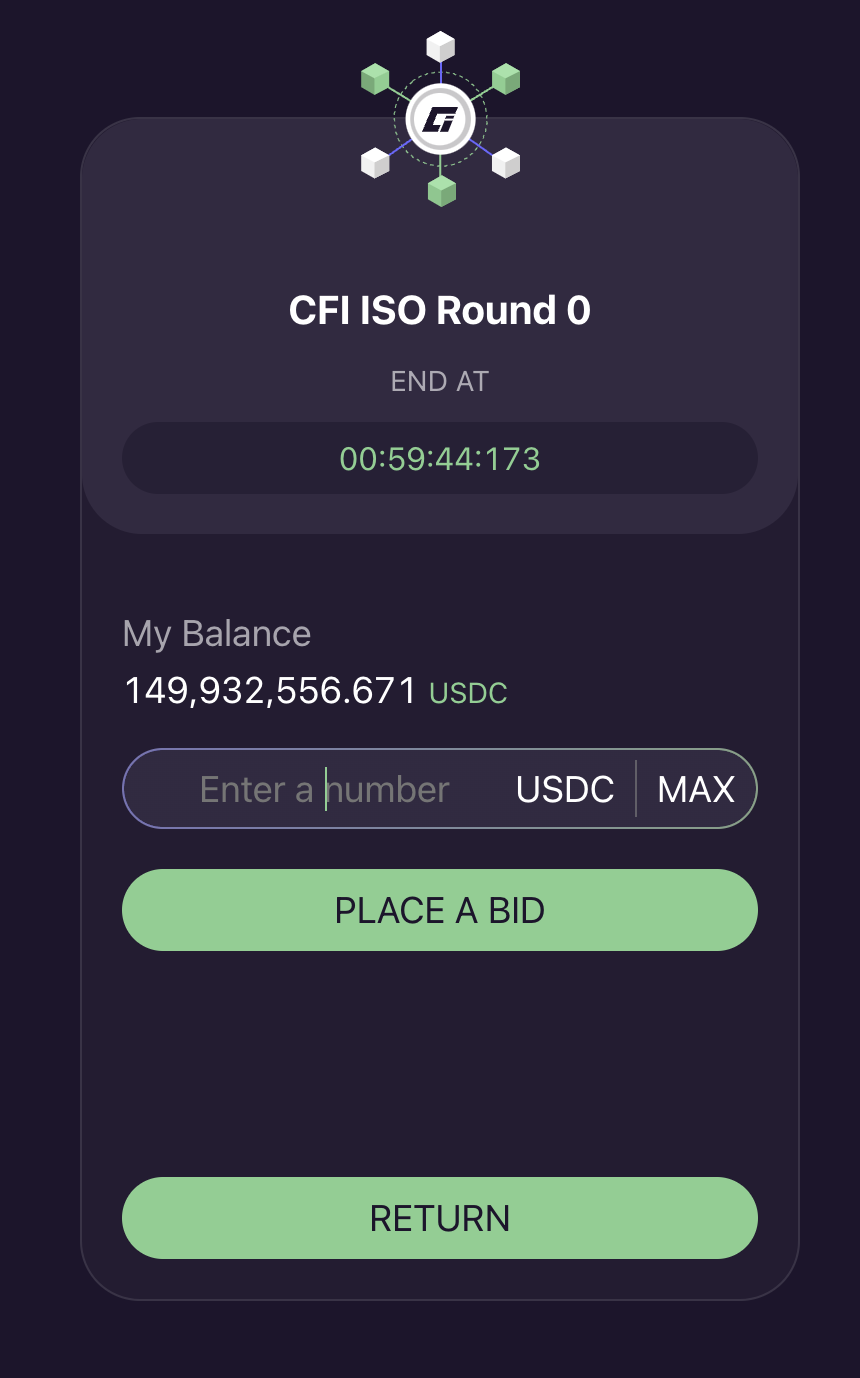 CFI ISO Round 0
END AT
00:59:44:173
My Balance
149,932,556.671 USDC
Enter a number USDC MAX
PLACE A BID
RETURN